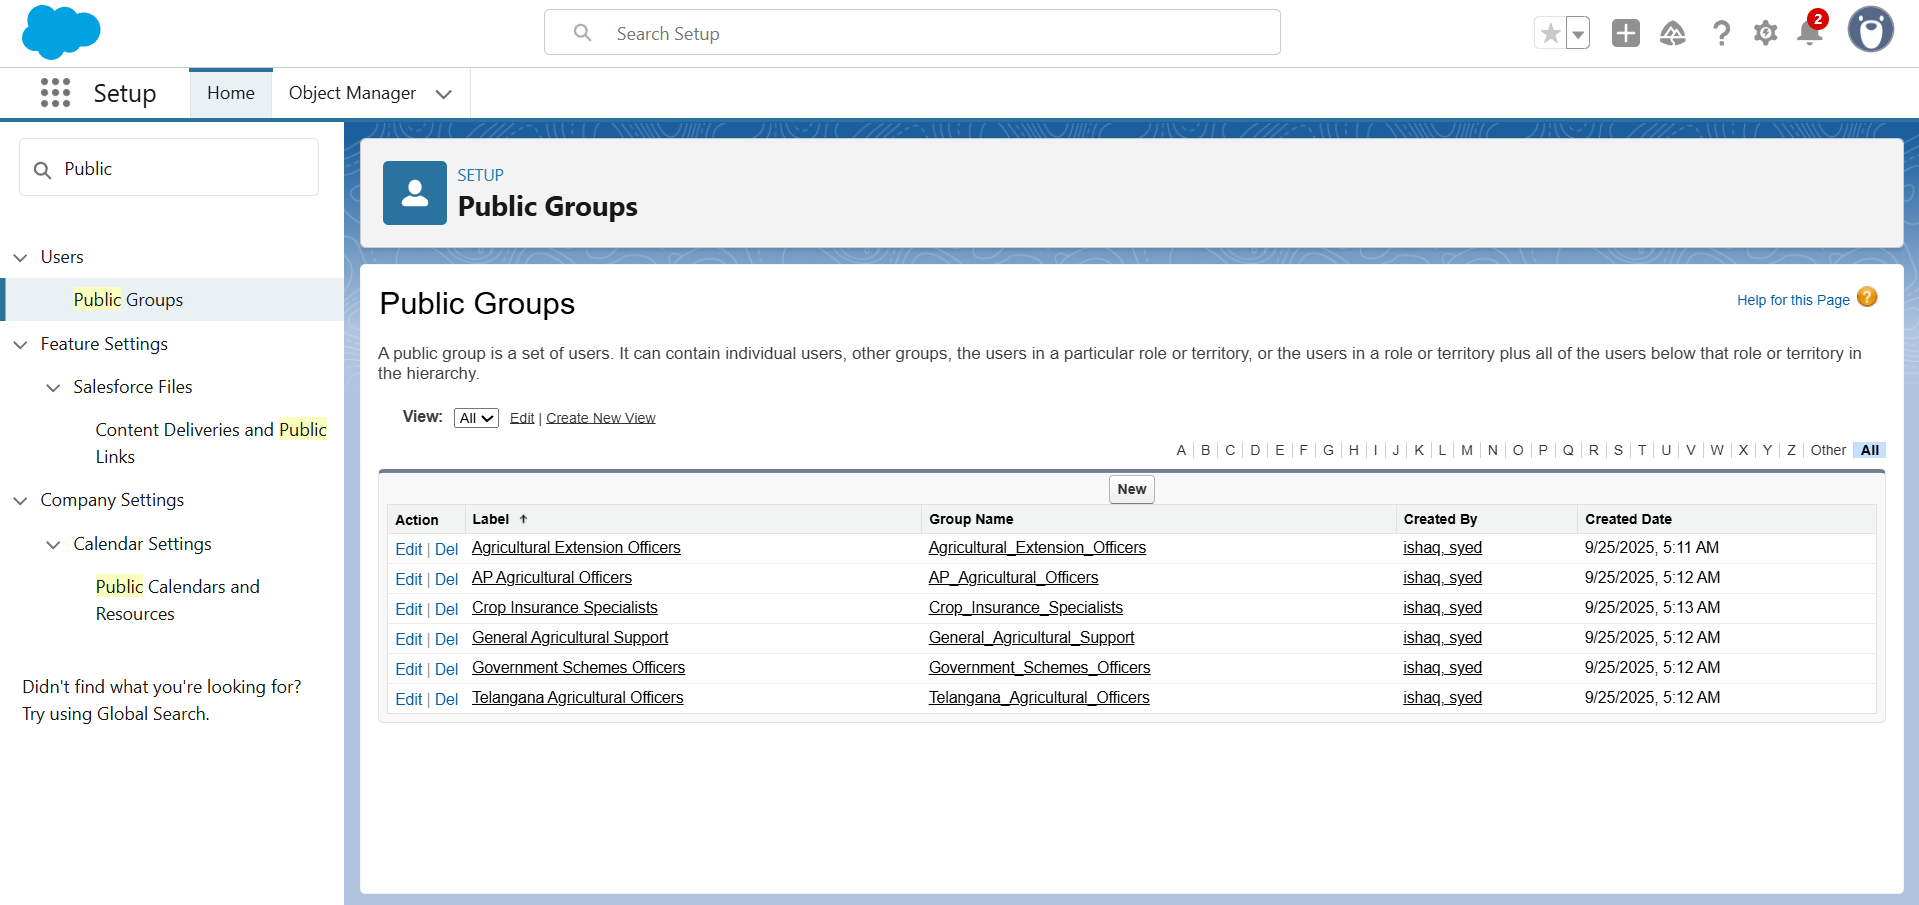 Search Setup
2
Setup
Home
Object Manager
Public
Users
Public Groups
Feature Settings
Salesforce Files
Content Deliveries and Public
Links
Company Settings
Calendar Settings
Public Calendars and
Resources
Didn't find what you're looking for?
Try using Global Search.
SETUP
Public Groups
Public Groups
Help for this Page ?
A public group is a set of users. It can contain individual users, other groups, the users in a particular role or territory, or the users in a role or territory plus all of the users below that role or territory in
the hierarchy.
View: All Edit | Create New View
A | B | C | D | E | F | G | H | I | J | K | L | M | N | O | P | Q | R | S | T | U | V | W | X | Y | Z | Other | All
New
Action Label Group Name Created By Created Date
Edit | Del Agricultural Extension Officers Agricultural_Extension_Officers ishaq, syed 9/25/2025, 5:11 AM
Edit | Del AP Agricultural Officers AP_Agricultural_Officers ishaq, syed 9/25/2025, 5:12 AM
Edit | Del Crop Insurance Specialists Crop_Insurance_Specialists ishaq, syed 9/25/2025, 5:13 AM
Edit | Del General Agricultural Support General_Agricultural_Support ishaq, syed 9/25/2025, 5:12 AM
Edit | Del Government Schemes Officers Government_Schemes_Officers ishaq, syed 9/25/2025, 5:12 AM
Edit | Del Telangana Agricultural Officers Telangana_Agricultural_Officers ishaq, syed 9/25/2025, 5:12 AM